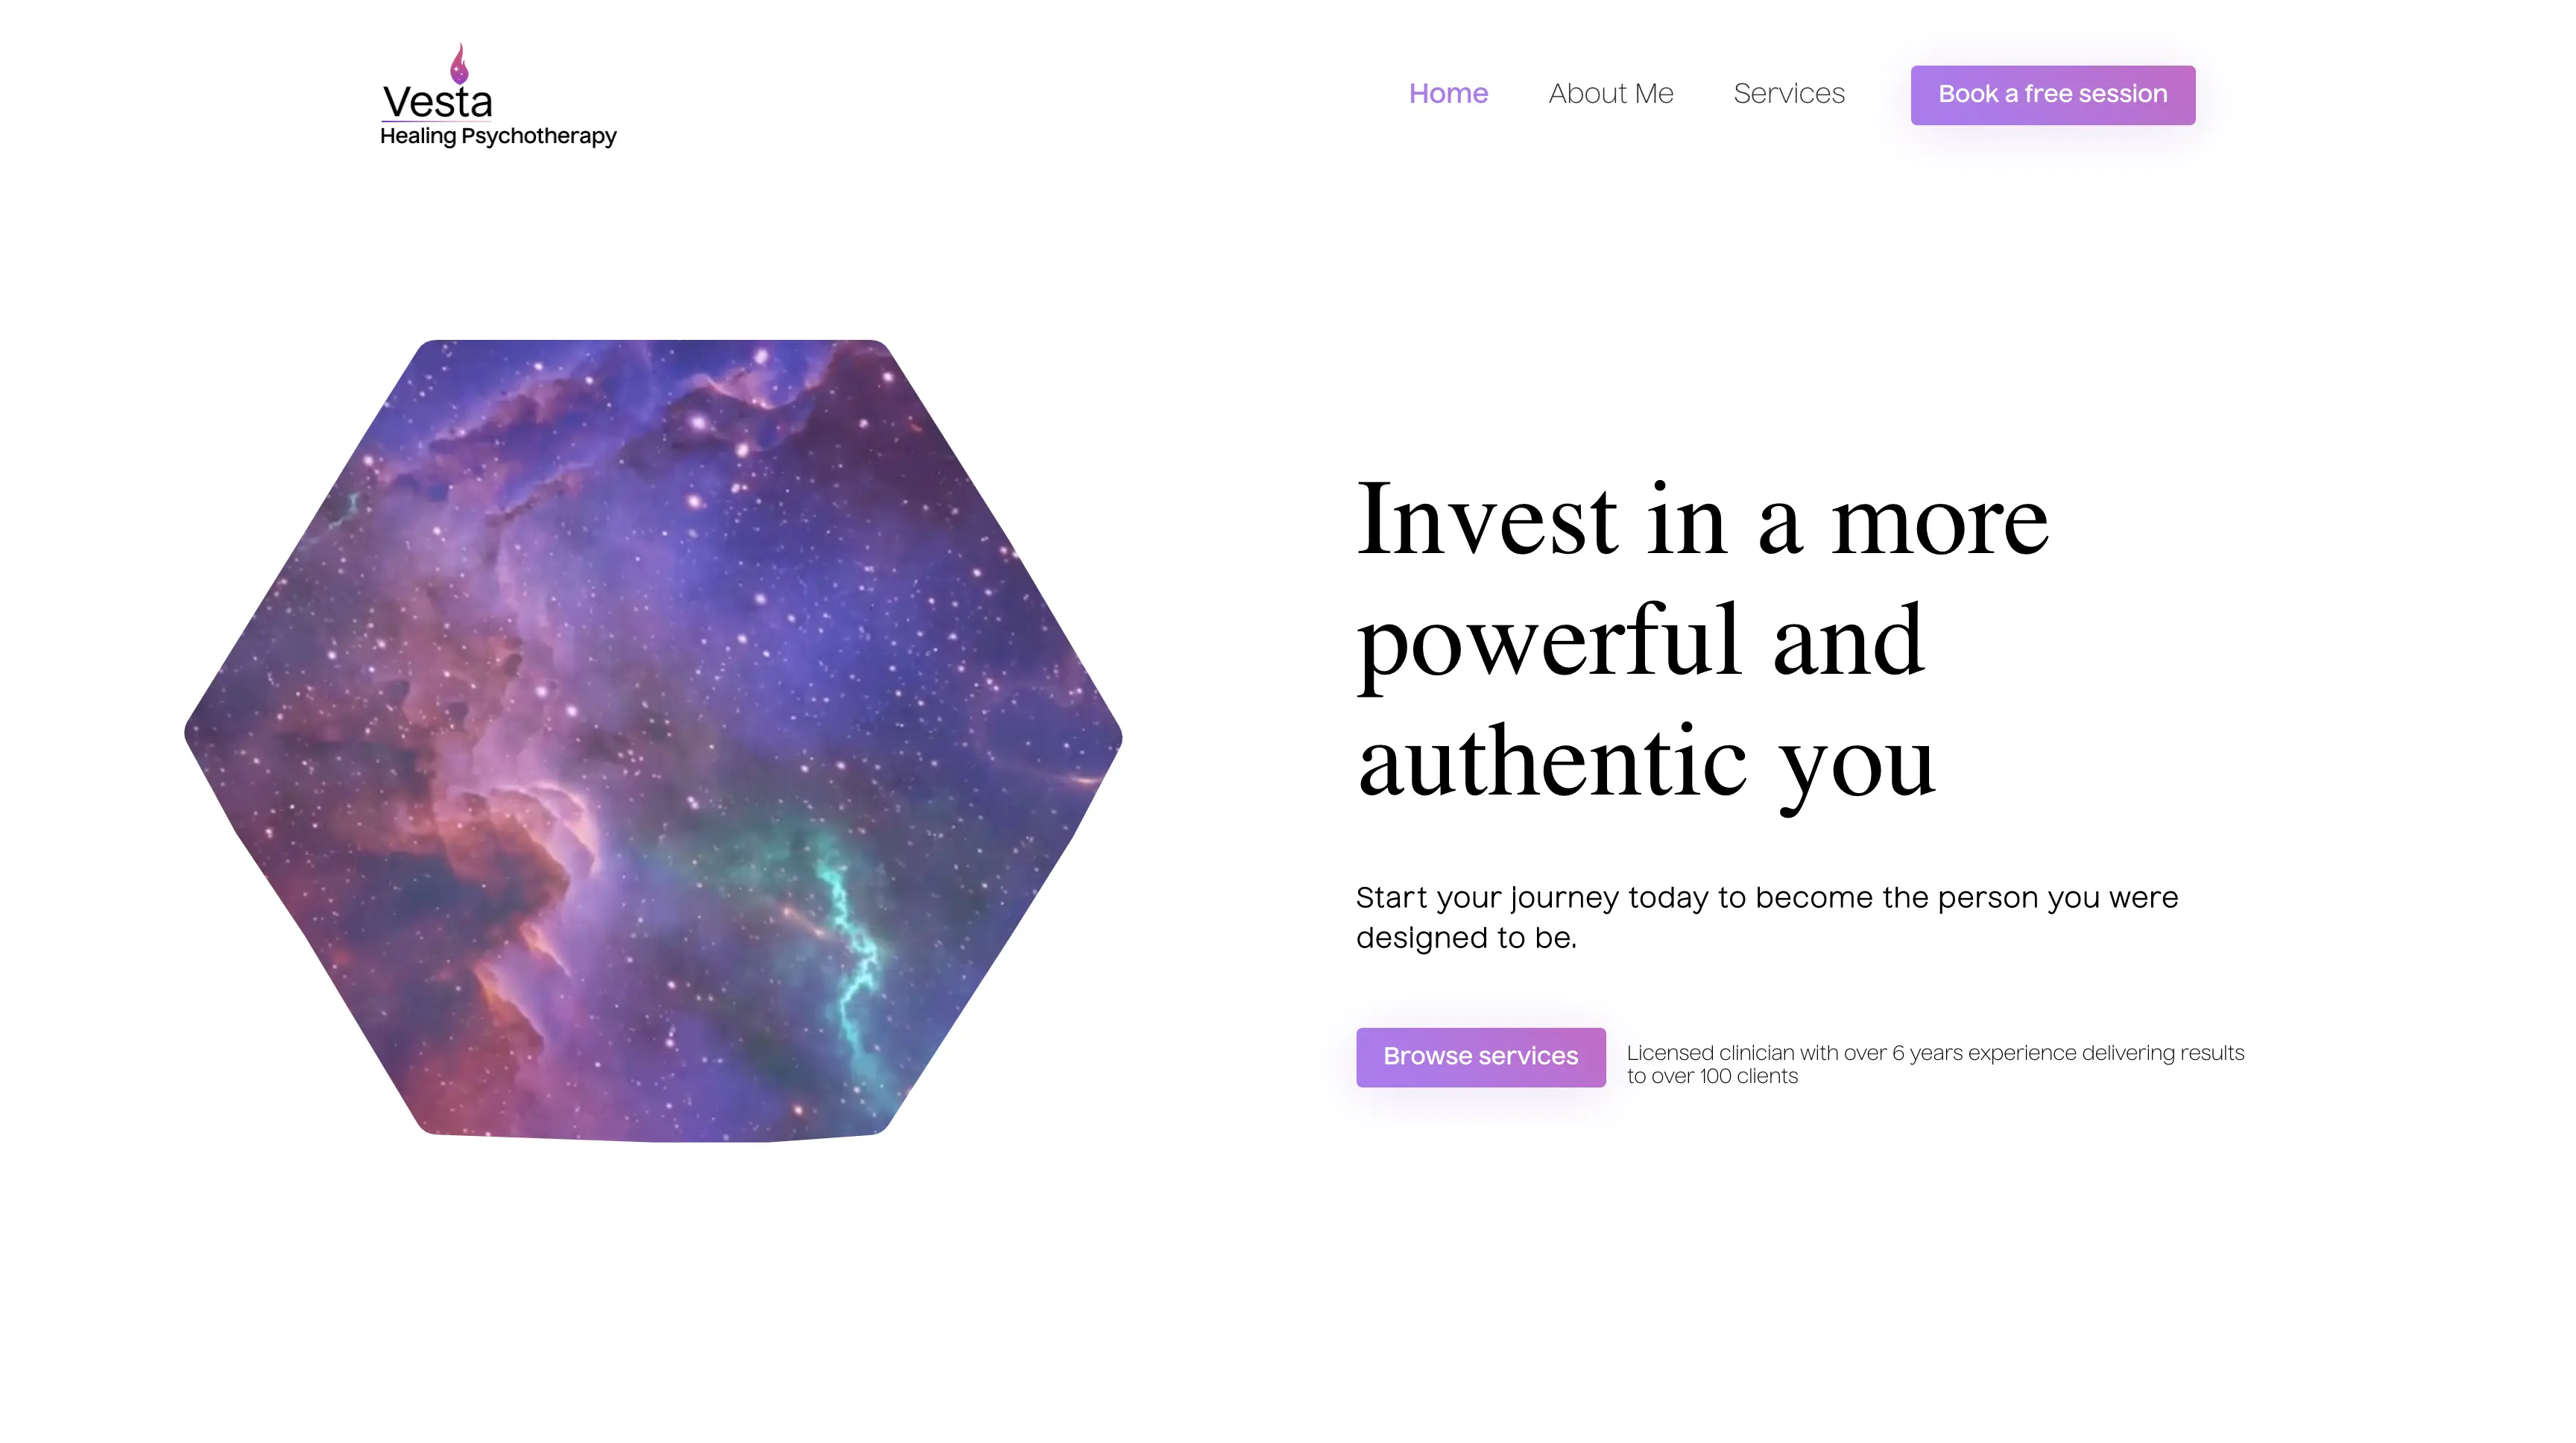 Vesta
Healing Psychotherapy
Home
About Me
Services
Book a free session
Invest in a more
powerful and
authentic you
Start your journey today to become the person you were
designed to be.
Browse services
Licensed clinician with over 6 years experience delivering results
to over 100 clients